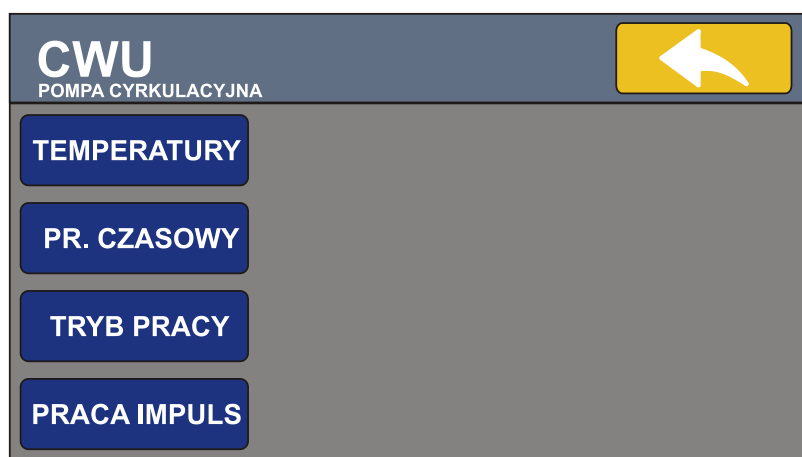 CWU
POMPA CYRKULACYJNA
TEMPERATURY
PR. CZASOWY
TRYB PRACY
PRACA IMPULS